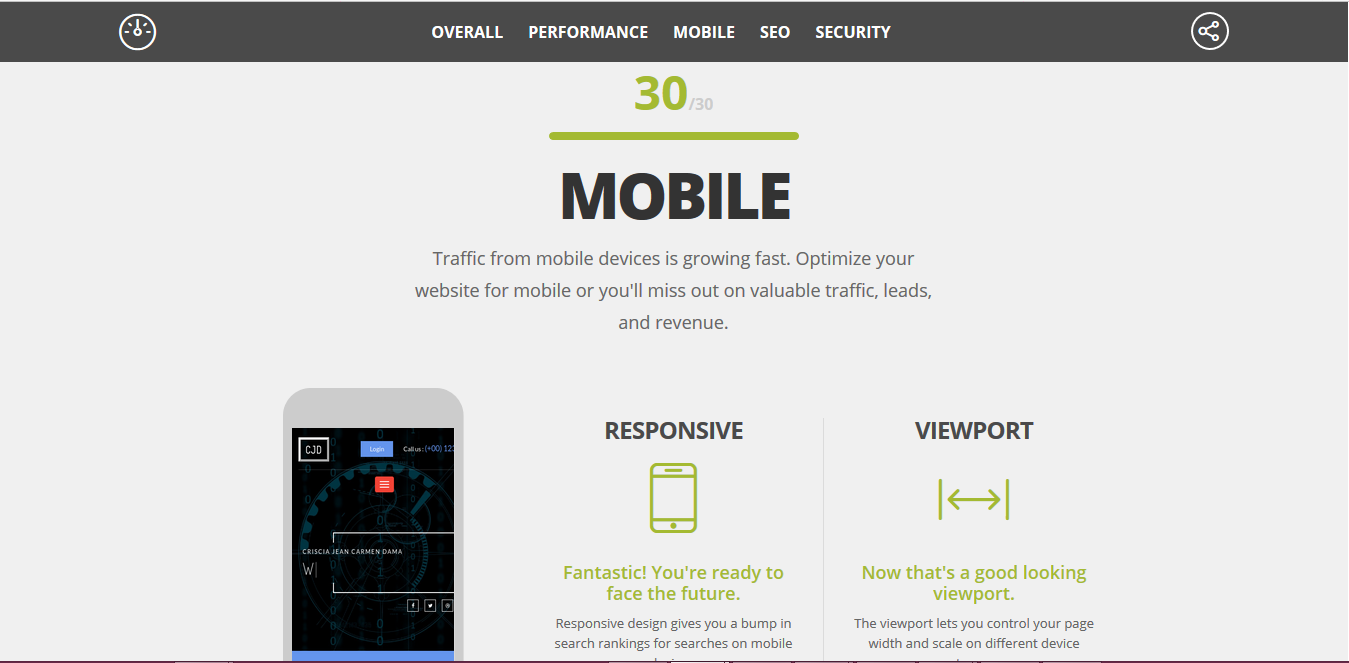 OVERALL PERFORMANCE MOBILE SEO SECURITY
30/30
MOBILE
Traffic from mobile devices is growing fast. Optimize your
website for mobile or you'll miss out on valuable traffic, leads,
and revenue.
CJD
Login
Call us : (+00) 123
CRISCIA JEAN CARMEN DAMA
W|
RESPONSIVE
Fantastic! You're ready to
face the future.
Responsive design gives you a bump in
search rankings for searches on mobile
VIEWPORT
Now that's a good looking
viewport.
The viewport lets you control your page
width and scale on different device